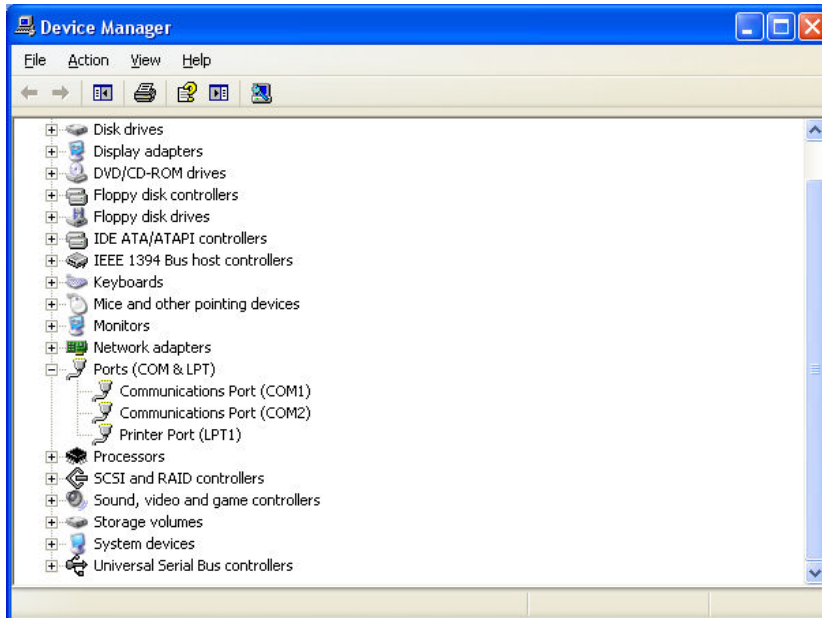 Device Manager
File Action View Help
Disk drives
Display adapters
DVD/CD-ROM drives
Floppy disk controllers
Floppy disk drives
IDE ATA/ATAPI controllers
IEEE 1394 Bus host controllers
Keyboards
Mice and other pointing devices
Monitors
Network adapters
Ports (COM & LPT)
Communications Port (COM1)
Communications Port (COM2)
Printer Port (LPT1)
Processors
SCSI and RAID controllers
Sound, video and game controllers
Storage volumes
System devices
Universal Serial Bus controllers